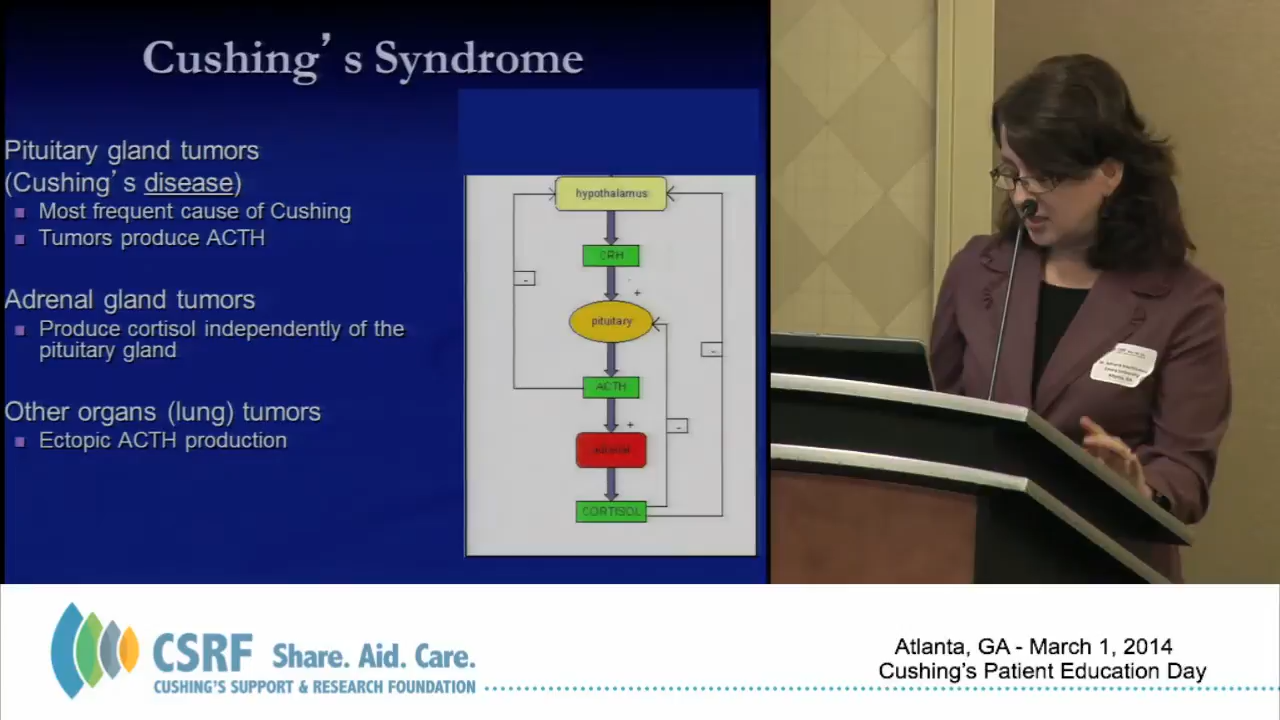 Cushing’s Syndrome
Pituitary gland tumors
(Cushing’s disease)
Most frequent cause of Cushing
Tumors produce ACTH
Adrenal gland tumors
Produce cortisol independently of the
pituitary gland
Other organs (lung) tumors
Ectopic ACTH production
hypothalamus
CRH
-
+
pituitary
-
ACTH
+
-
CORTISOL
CSRF Share. Aid. Care.
CUSHING'S SUPPORT & RESEARCH FOUNDATION
Atlanta, GA - March 1, 2014
Cushing's Patient Education Day